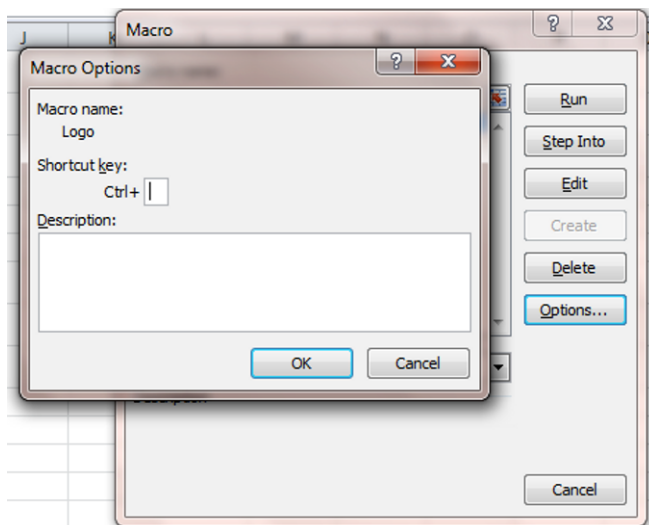 J
K
Macro
Macro Options
Macro name:
Logo
Shortcut key:
Ctrl+
Description:
OK
Cancel
Run
Step Into
Edit
Create
Delete
Options...
Cancel